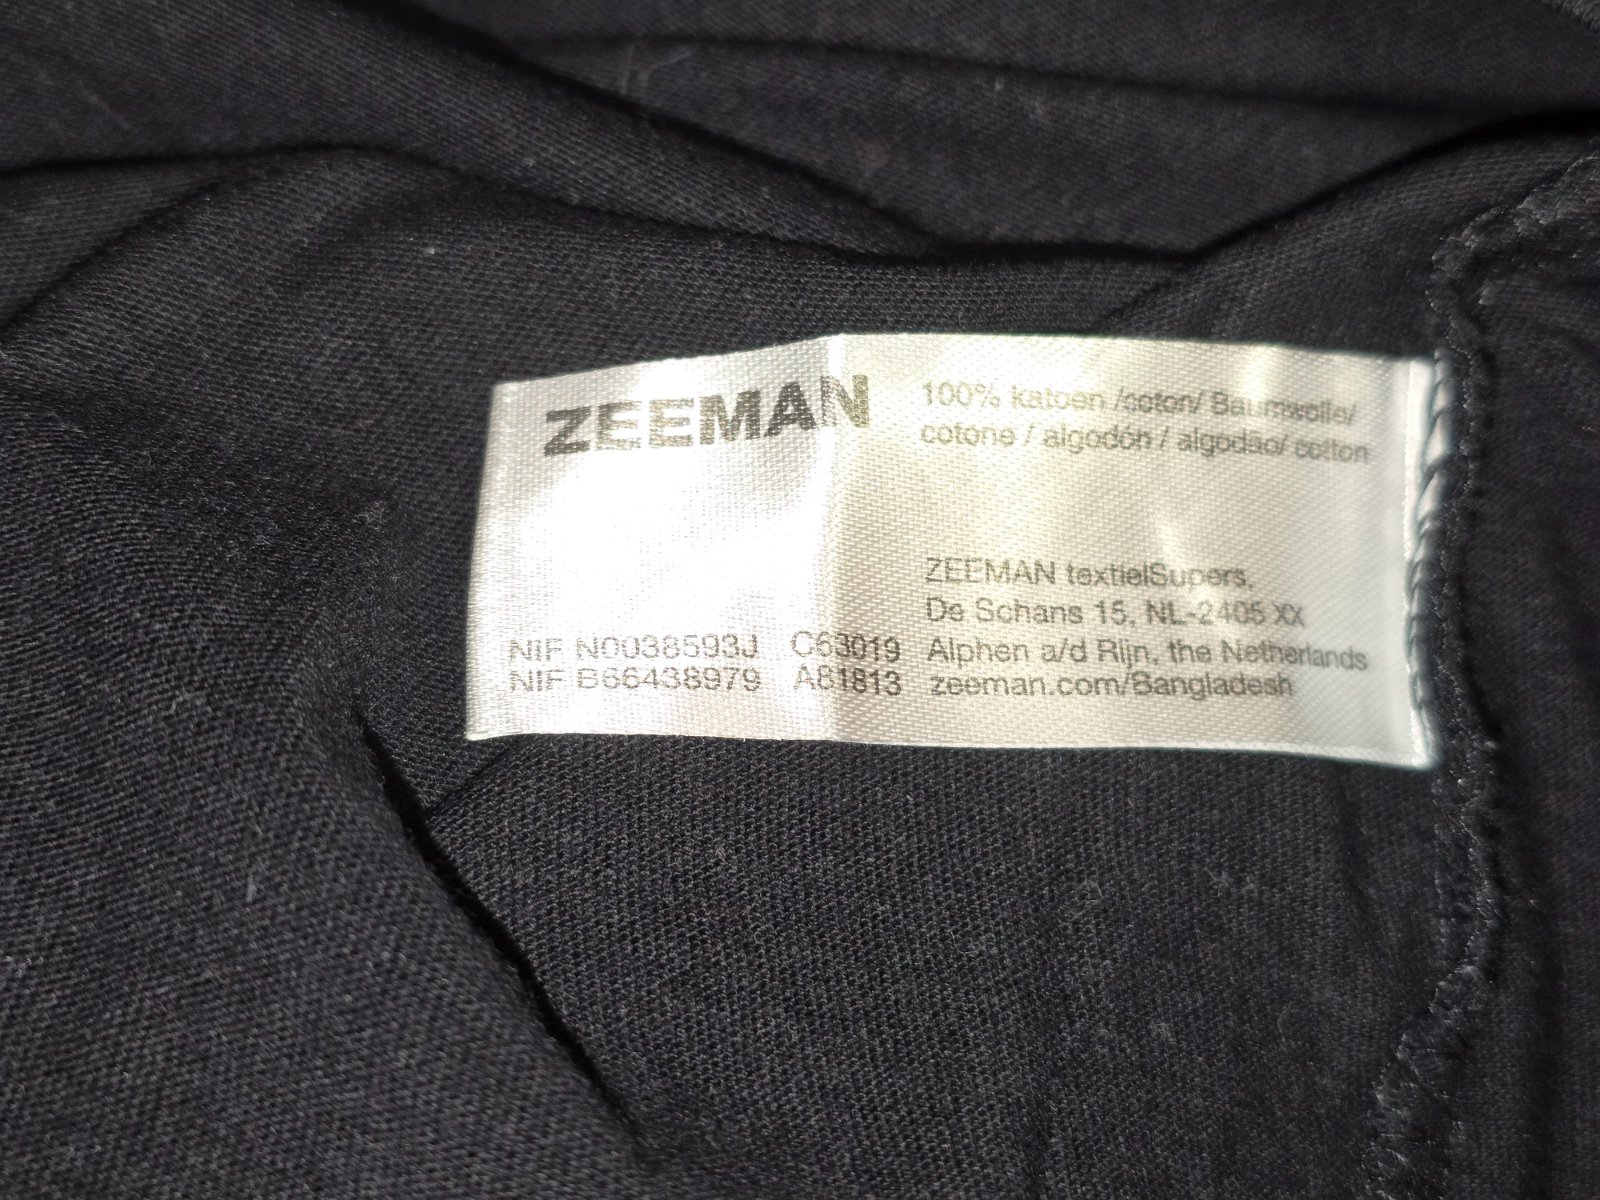 ZEEMAN
100% katoen /coton/ Baumwolle/
cotone / algodón / algodão/ cotton
ZEEMAN textielSupers,
De Schans 15, NL-2405 XX
Alphen a/d Rijn, the Netherlands
zeeman.com/Bangladesh
NIF N0038593J C63019
NIF B66438979 A81813